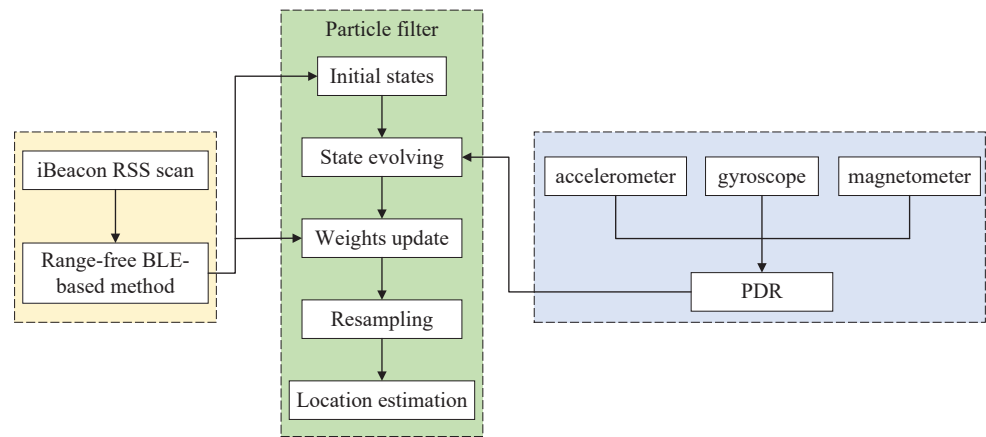 Particle filter
Initial states
State evolving
Weights update
Resampling
Location estimation
iBeacon RSS scan
Range-free BLE-
based method
accelerometer
gyroscope
magnetometer
PDR